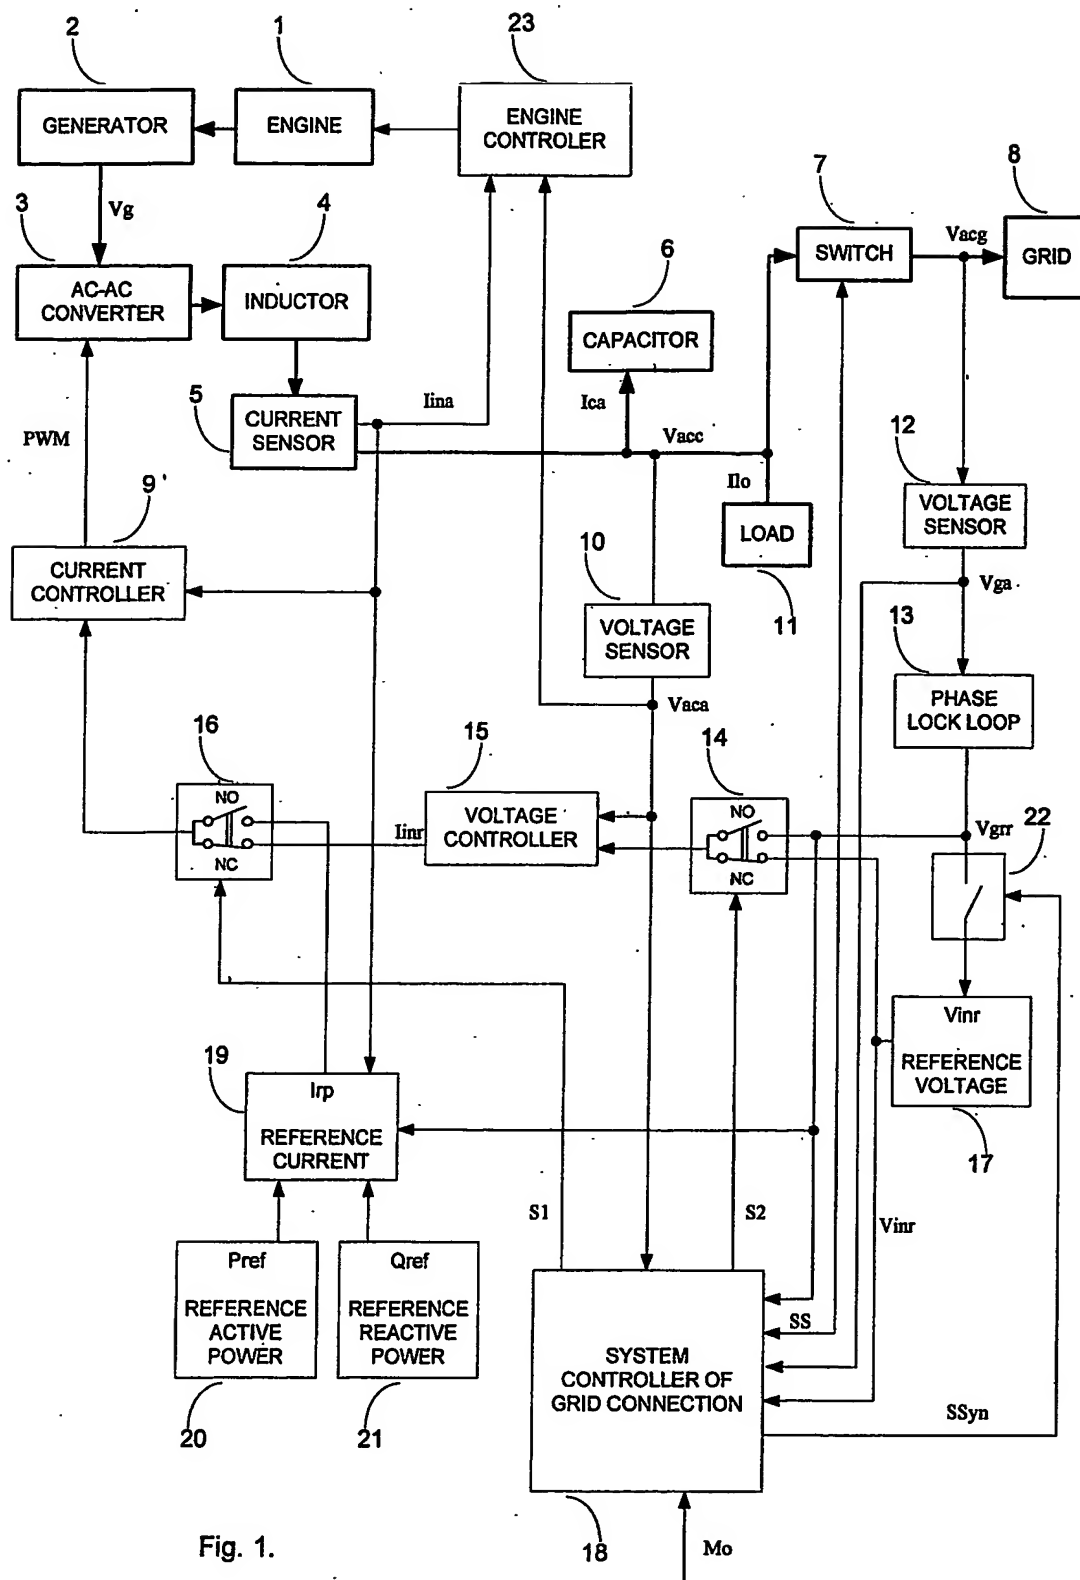 2
1
23
GENERATOR
ENGINE
ENGINE
CONTROLER
7
8
Vg
3
4
6
Vacg
SWITCH
GRID
AC-AC
CONVERTER
INDUCTOR
CAPACITOR
5
Iina
Ica
CURRENT
SENSOR
PWM
Vacc
12
Ilo
9
VOLTAGE
SENSOR
LOAD
10
CURRENT
CONTROLLER
Vga
11
13
VOLTAGE
SENSOR
PHASE
LOCK LOOP
Vaca
16
15
14
NO
NO
VOLTAGE
CONTROLLER
Iinr
Vgrr
22
NC
NC
Vinr
REFERENCE
VOLTAGE
19
Irp
REFERENCE
CURRENT
17
S1
S2
Vinr
Pref
REFERENCE
ACTIVE
POWER
Qref
REFERENCE
REACTIVE
POWER
SS
SYSTEM
CONTROLLER OF
GRID CONNECTION
SSyn
20
21
Fig. 1.
18
Mo